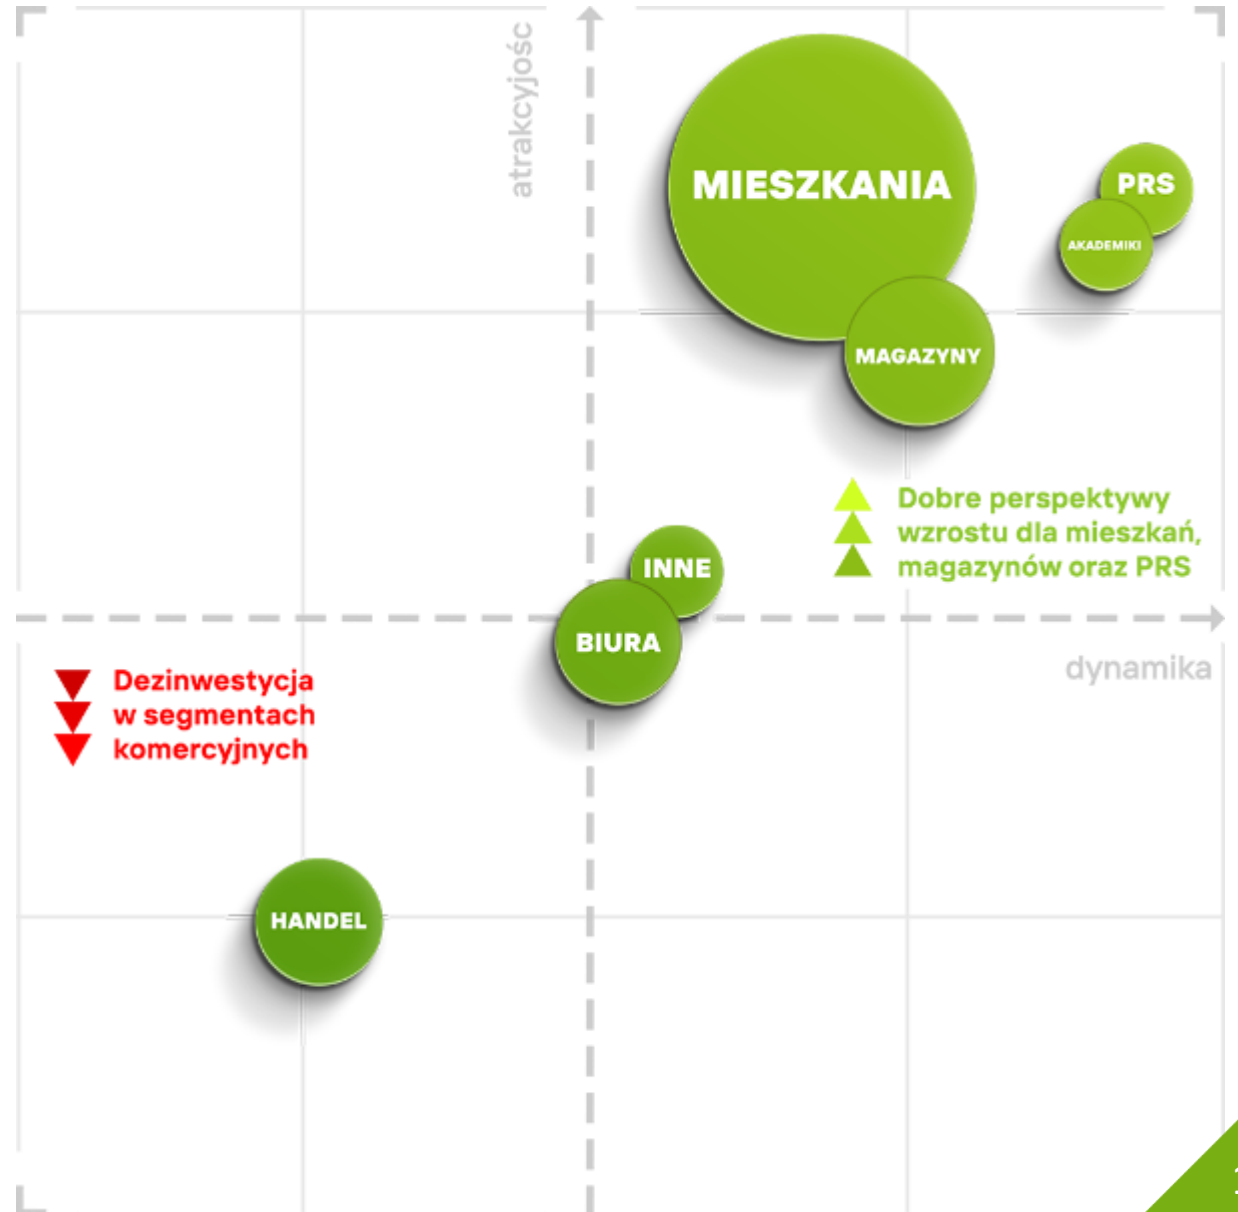 atrakcyjośc
MIESZKANIA
PRS
AKADEMIKI
MAGAZYNY
Dobre perspektywy
wzrostu dla mieszkań,
magazynów oraz PRS
INNE
BIURA
dynamika
Dezinwestycja
w segmentach
komercyjnych
HANDEL